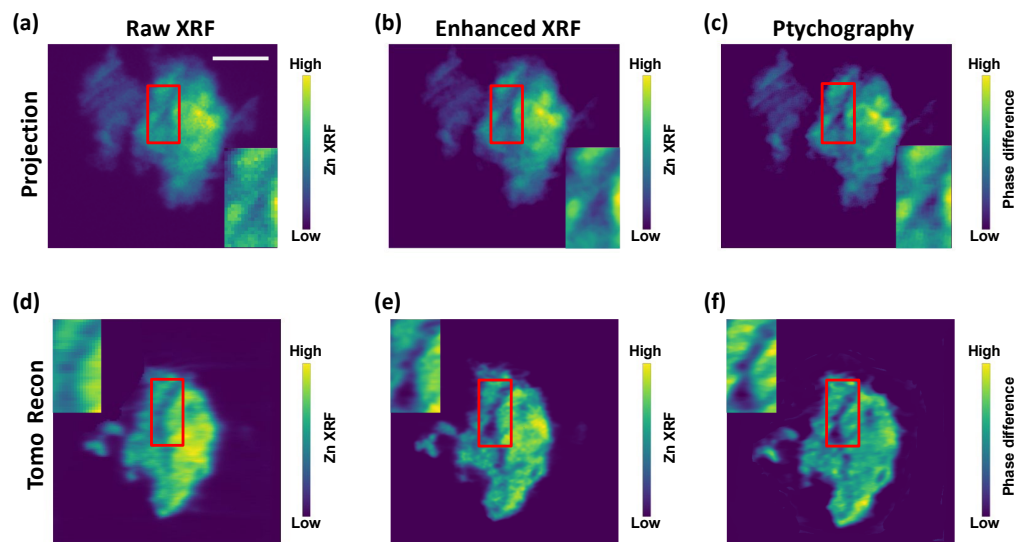 (a) Raw XRF
(b) Enhanced XRF
(c) Ptychography
Projection
High
Zn XRF
Low
High
Zn XRF
Low
High
Phase difference
Low
(d)
(e)
(f)
Tomo Recon
High
Zn XRF
Low
High
Zn XRF
Low
High
Phase difference
Low